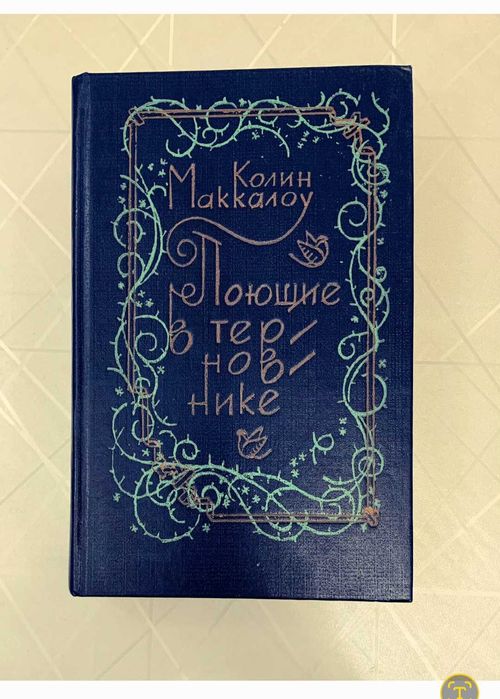 Колин
Маккалоу
Поющие
в тер-
нов-
нике
T